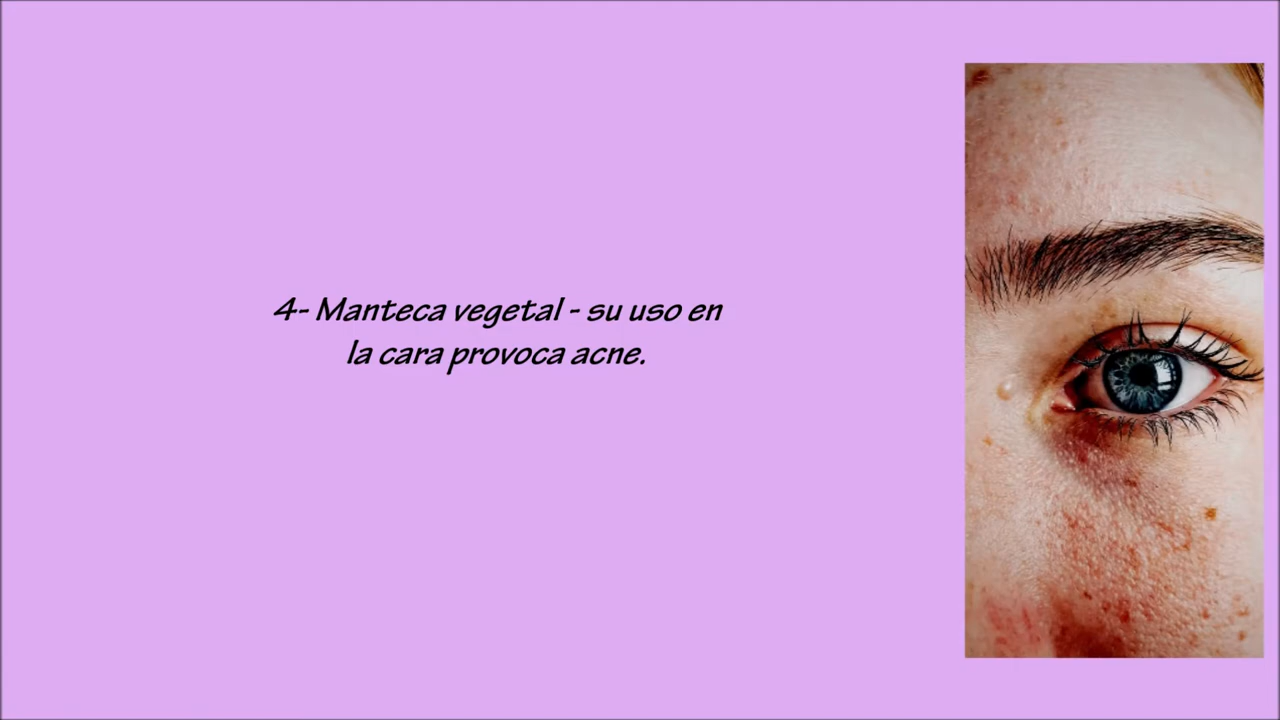 4- Manteca vegetal - su uso en
la cara provoca acne.